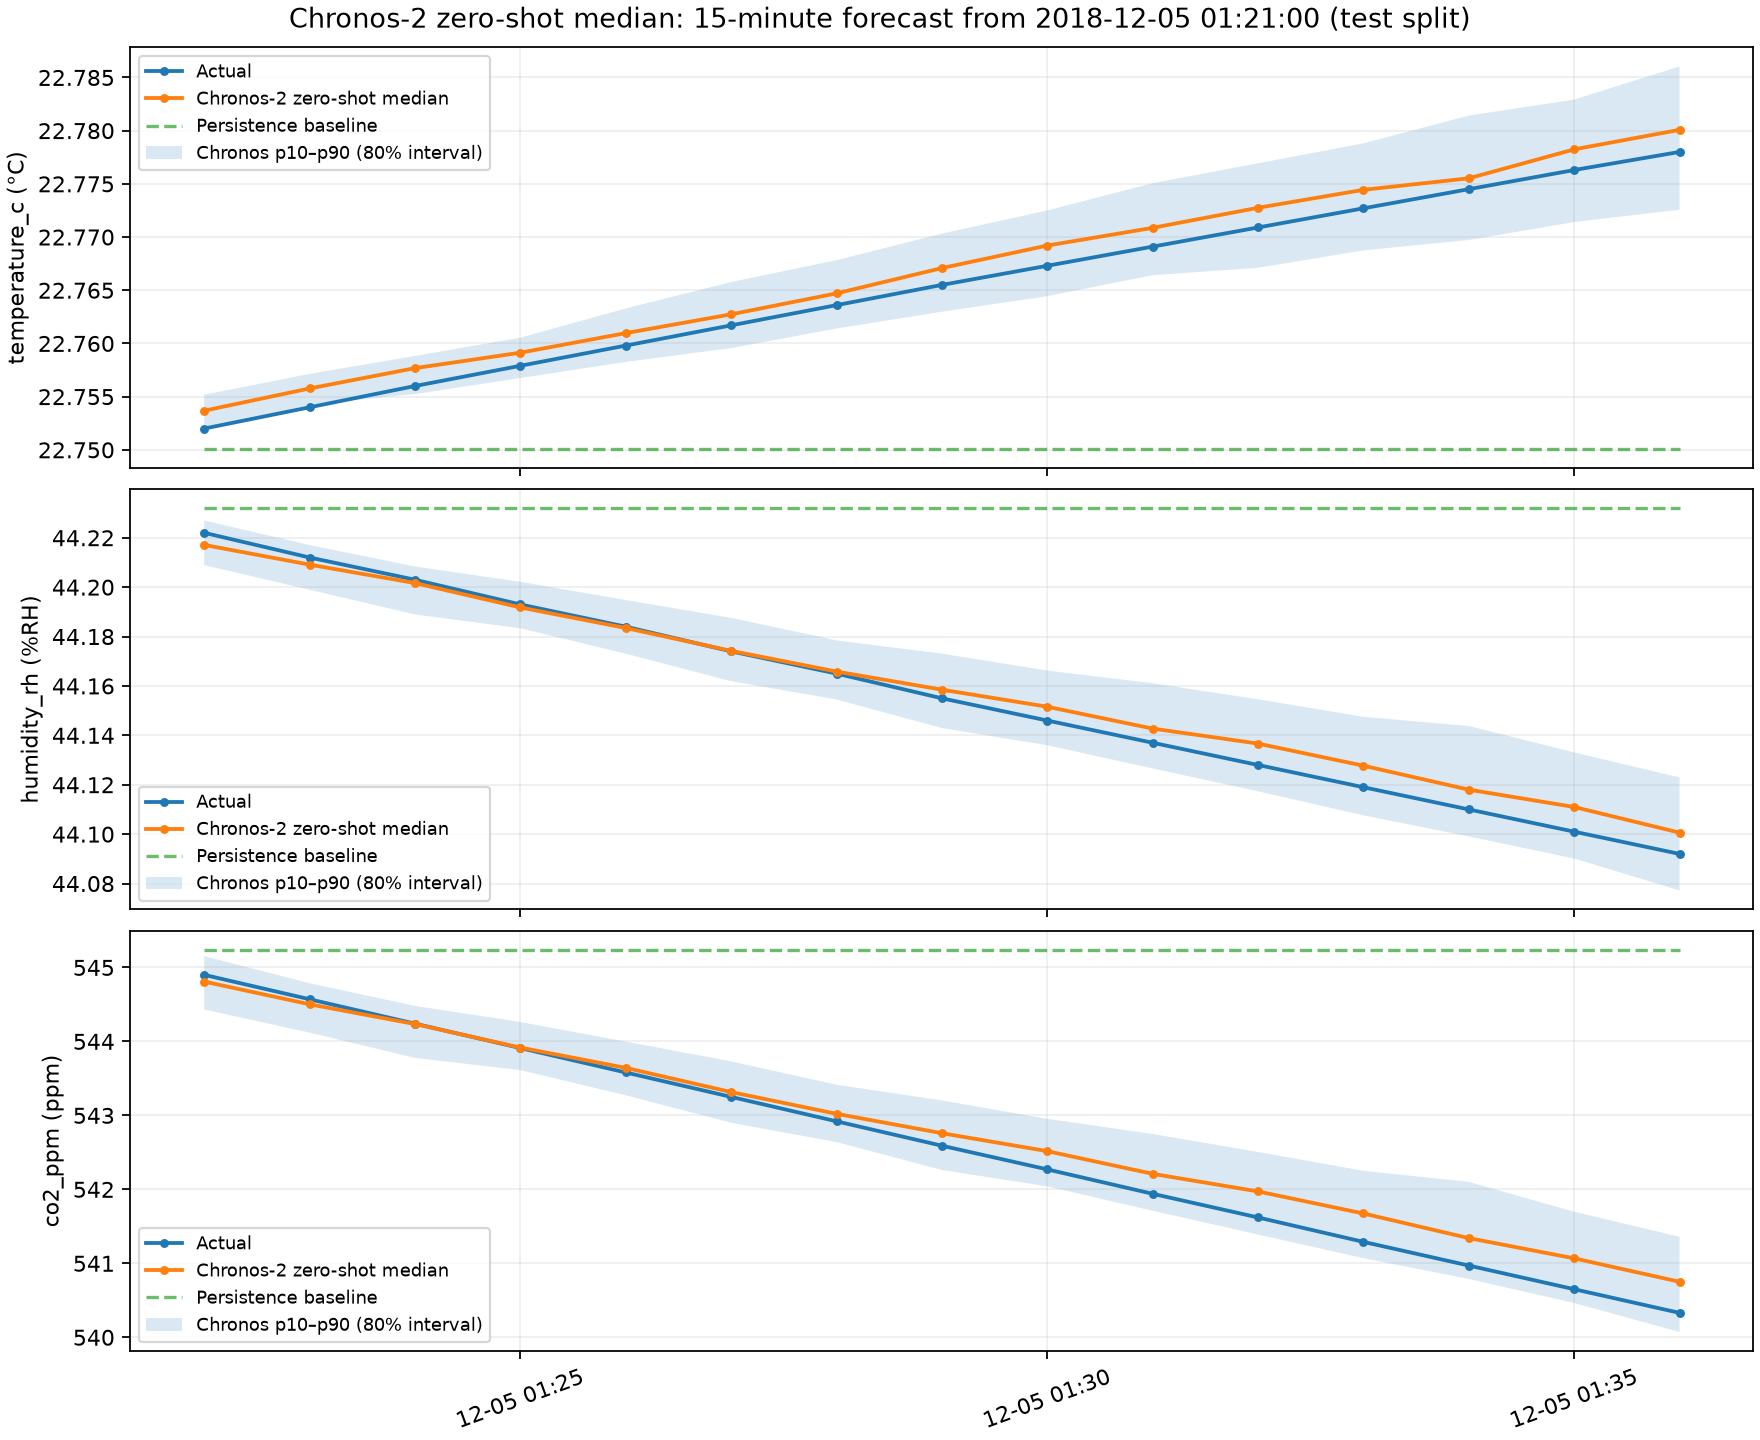 Chronos-2 zero-shot median: 15-minute forecast from 2018-12-05 01:21:00 (test split)
temperature_c (°C)
22.785
22.780
22.775
22.770
22.765
22.760
22.755
22.750
Actual
Chronos-2 zero-shot median
Persistence baseline
Chronos p10–p90 (80% interval)
humidity_rh (%RH)
44.22
44.20
44.18
44.16
44.14
44.12
44.10
44.08
Actual
Chronos-2 zero-shot median
Persistence baseline
Chronos p10–p90 (80% interval)
co2_ppm (ppm)
545
544
543
542
541
540
Actual
Chronos-2 zero-shot median
Persistence baseline
Chronos p10–p90 (80% interval)
12-05 01:25
12-05 01:30
12-05 01:35